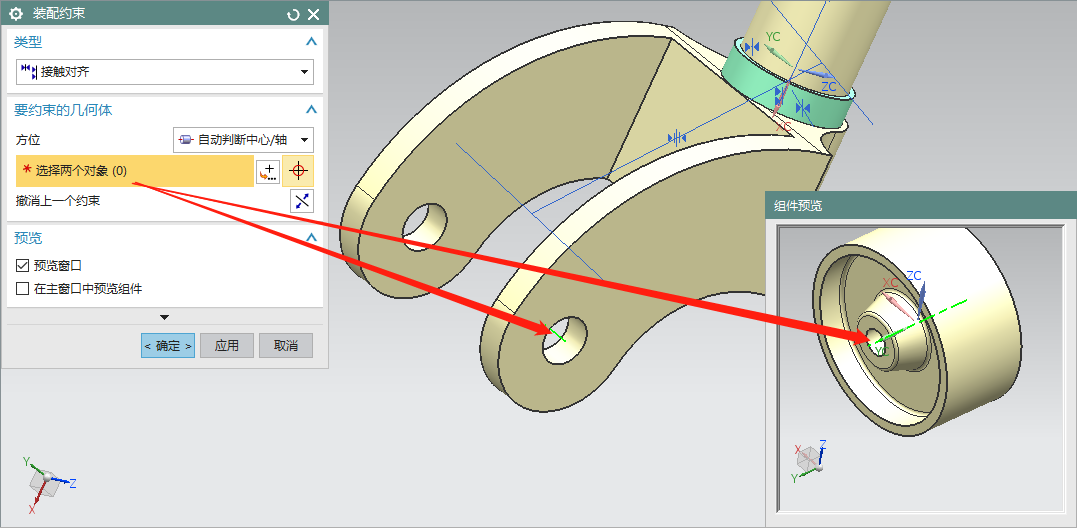 装配约束
类型
接触对齐
要约束的几何体
方位
自动判断中心/轴
* 选择两个对象 (0)
撤消上一个约束
预览
预览窗口
在主窗口中预览组件
< 确定 >
应用
取消
YC
ZC
XC
组件预览
XC
ZC
YC
X
Z
Y
Y
Z
X